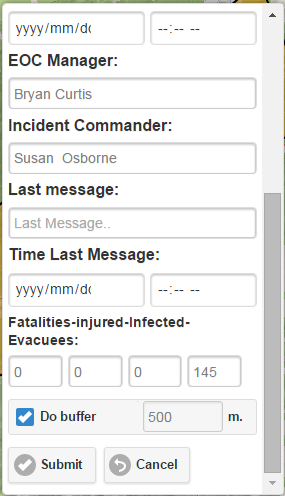 yyyy/mm/dd --:-- --
EOC Manager:
Bryan Curtis
Incident Commander:
Susan  Osborne
Last message:
Last Message..
Time Last Message:
yyyy/mm/dd --:-- --
Fatalities-injured-Infected-
Evacuees:
0 0 0 145
Do buffer 500 m.
Submit Cancel